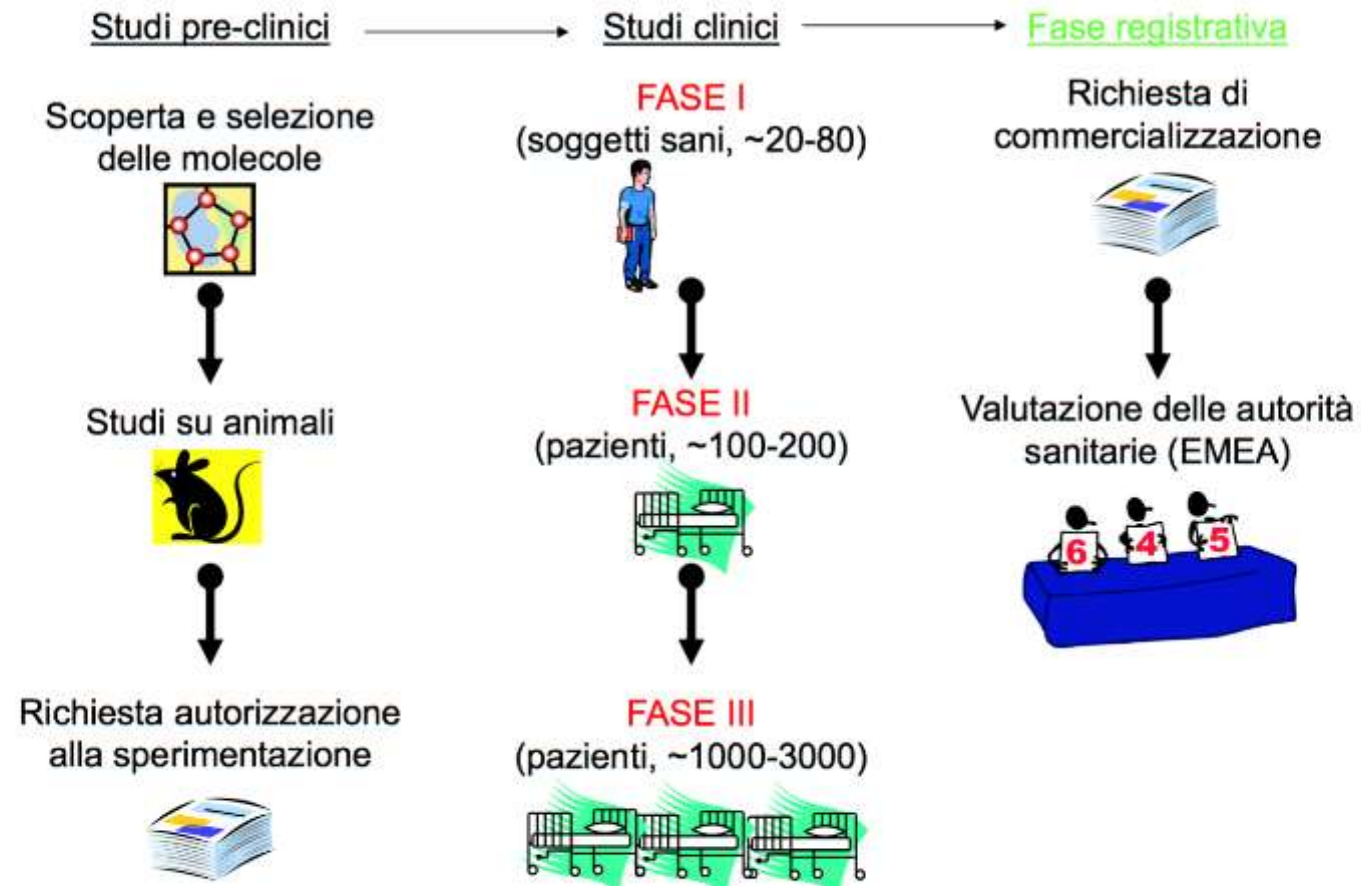 Studi pre-clinici
Scoperta e selezione
delle molecole
Studi su animali
Richiesta autorizzazione
alla sperimentazione
Studi clinici
FASE I
(soggetti sani, ~20-80)
FASE II
(pazienti, ~100-200)
FASE III
(pazienti, ~1000-3000)
Fase registrativa
Richiesta di
commercializzazione
Valutazione delle autorità
sanitarie (EMEA)
6 4 5